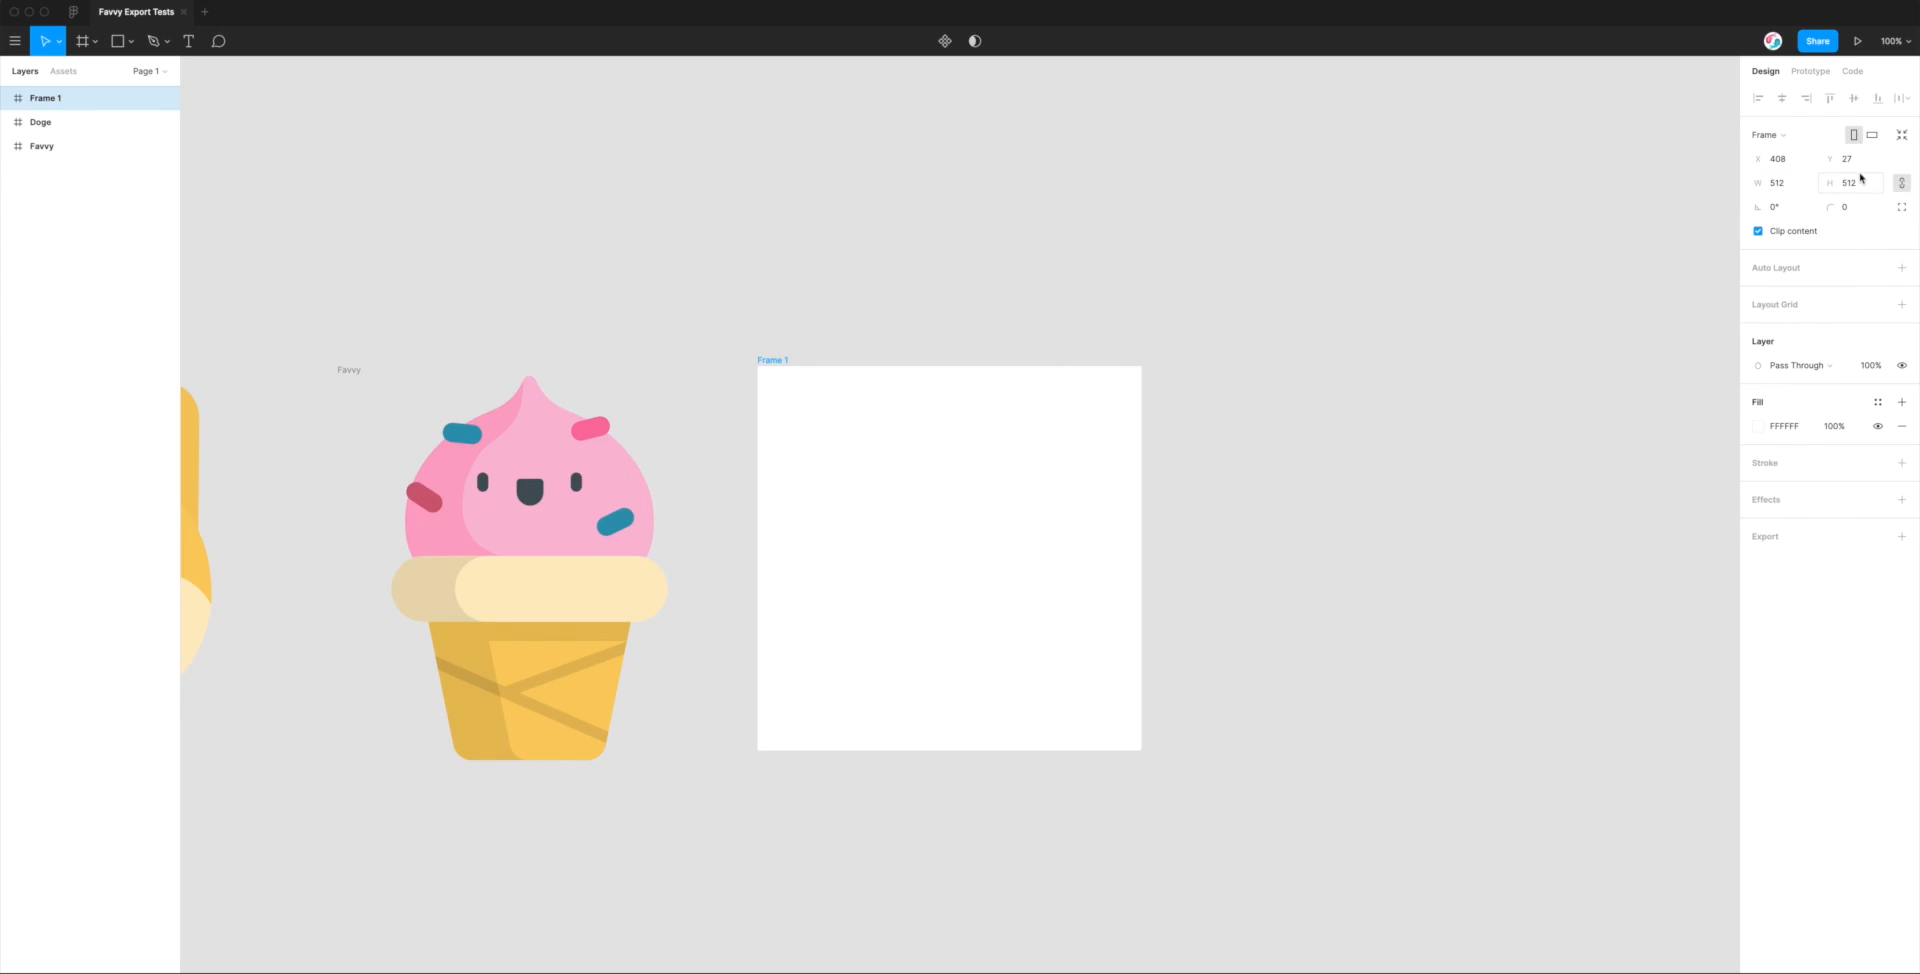 Favvy Export Tests
Share
100%
Layers Assets Page 1
Design Prototype Code
Frame 1
Doge
Favvy
Frame
X 408 Y 27
W 512 H 512
0° 0
Clip content
Auto Layout
Layout Grid
Layer
Pass Through 100%
Fill
FFFFFF 100%
Stroke
Effects
Export
Favvy
Frame 1